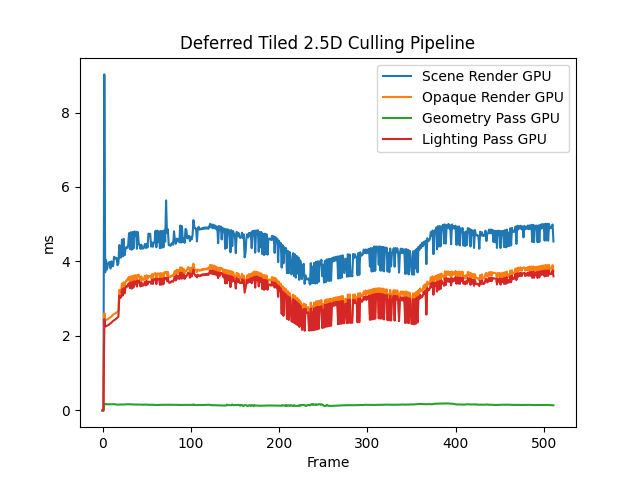 Deferred Tiled 2.5D Culling Pipeline
Scene Render GPU
Opaque Render GPU
Geometry Pass GPU
Lighting Pass GPU
8
6
4
2
0
ms
0 100 200 300 400 500
Frame